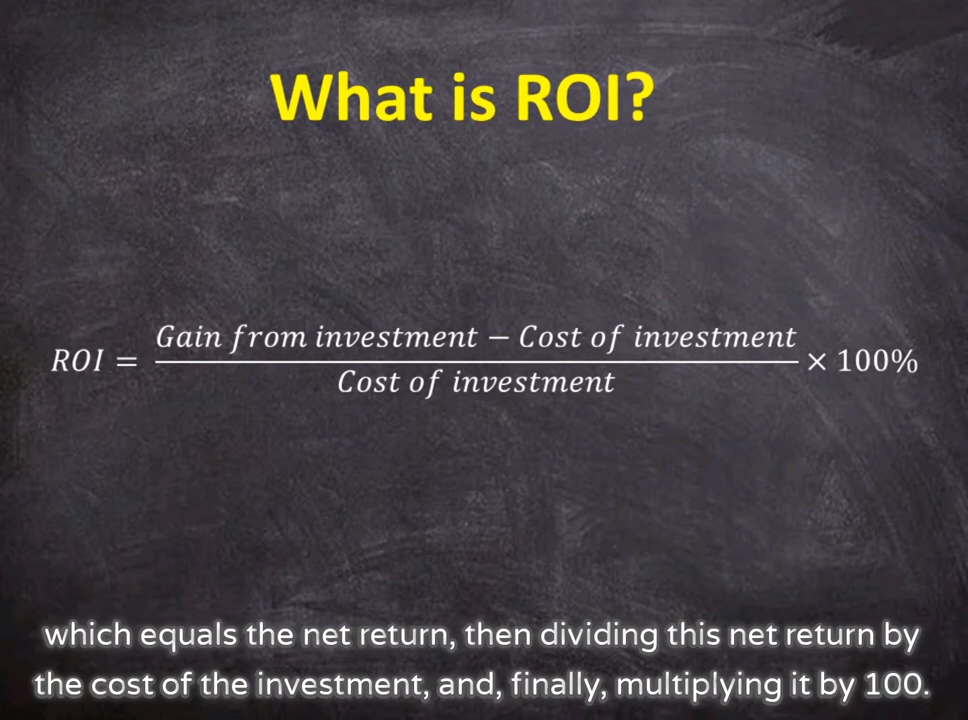 What is ROI?
ROI = \frac{Gain from investment − Cost of investment}{Cost of investment} × 100%
which equals the net return, then dividing this net return by
the cost of the investment, and, finally, multiplying it by 100.